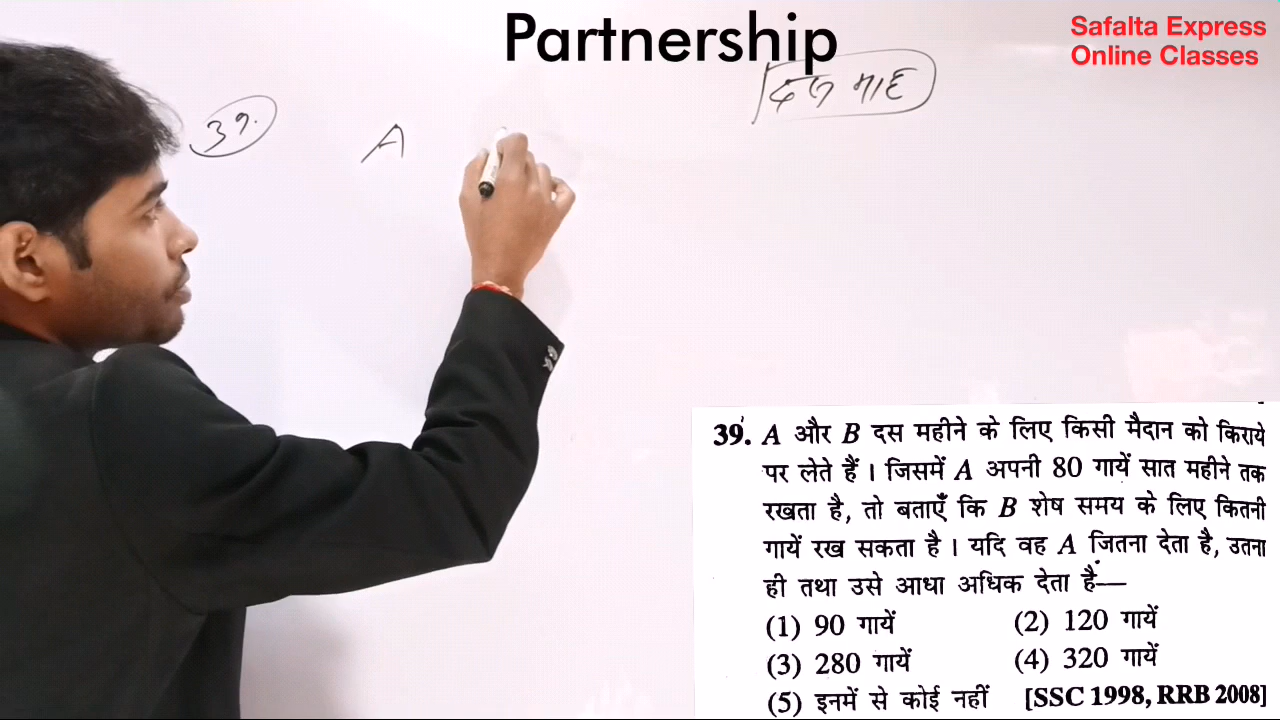 Partnership
Safalta Express
Online Classes
दस माह
39.
A
39. A और B दस महीने के लिए किसी मैदान को किराये
पर लेते हैं । जिसमें A अपनी 80 गायें सात महीने तक
रखता है, तो बताएँ कि B शेष समय के लिए कितनी
गायें रख सकता है । यदि वह A जितना देता है, उतना
ही तथा उसे आधा अधिक देता है—
(1) 90 गायें (2) 120 गायें
(3) 280 गायें (4) 320 गायें
(5) इनमें से कोई नहीं [SSC 1998, RRB 2008]